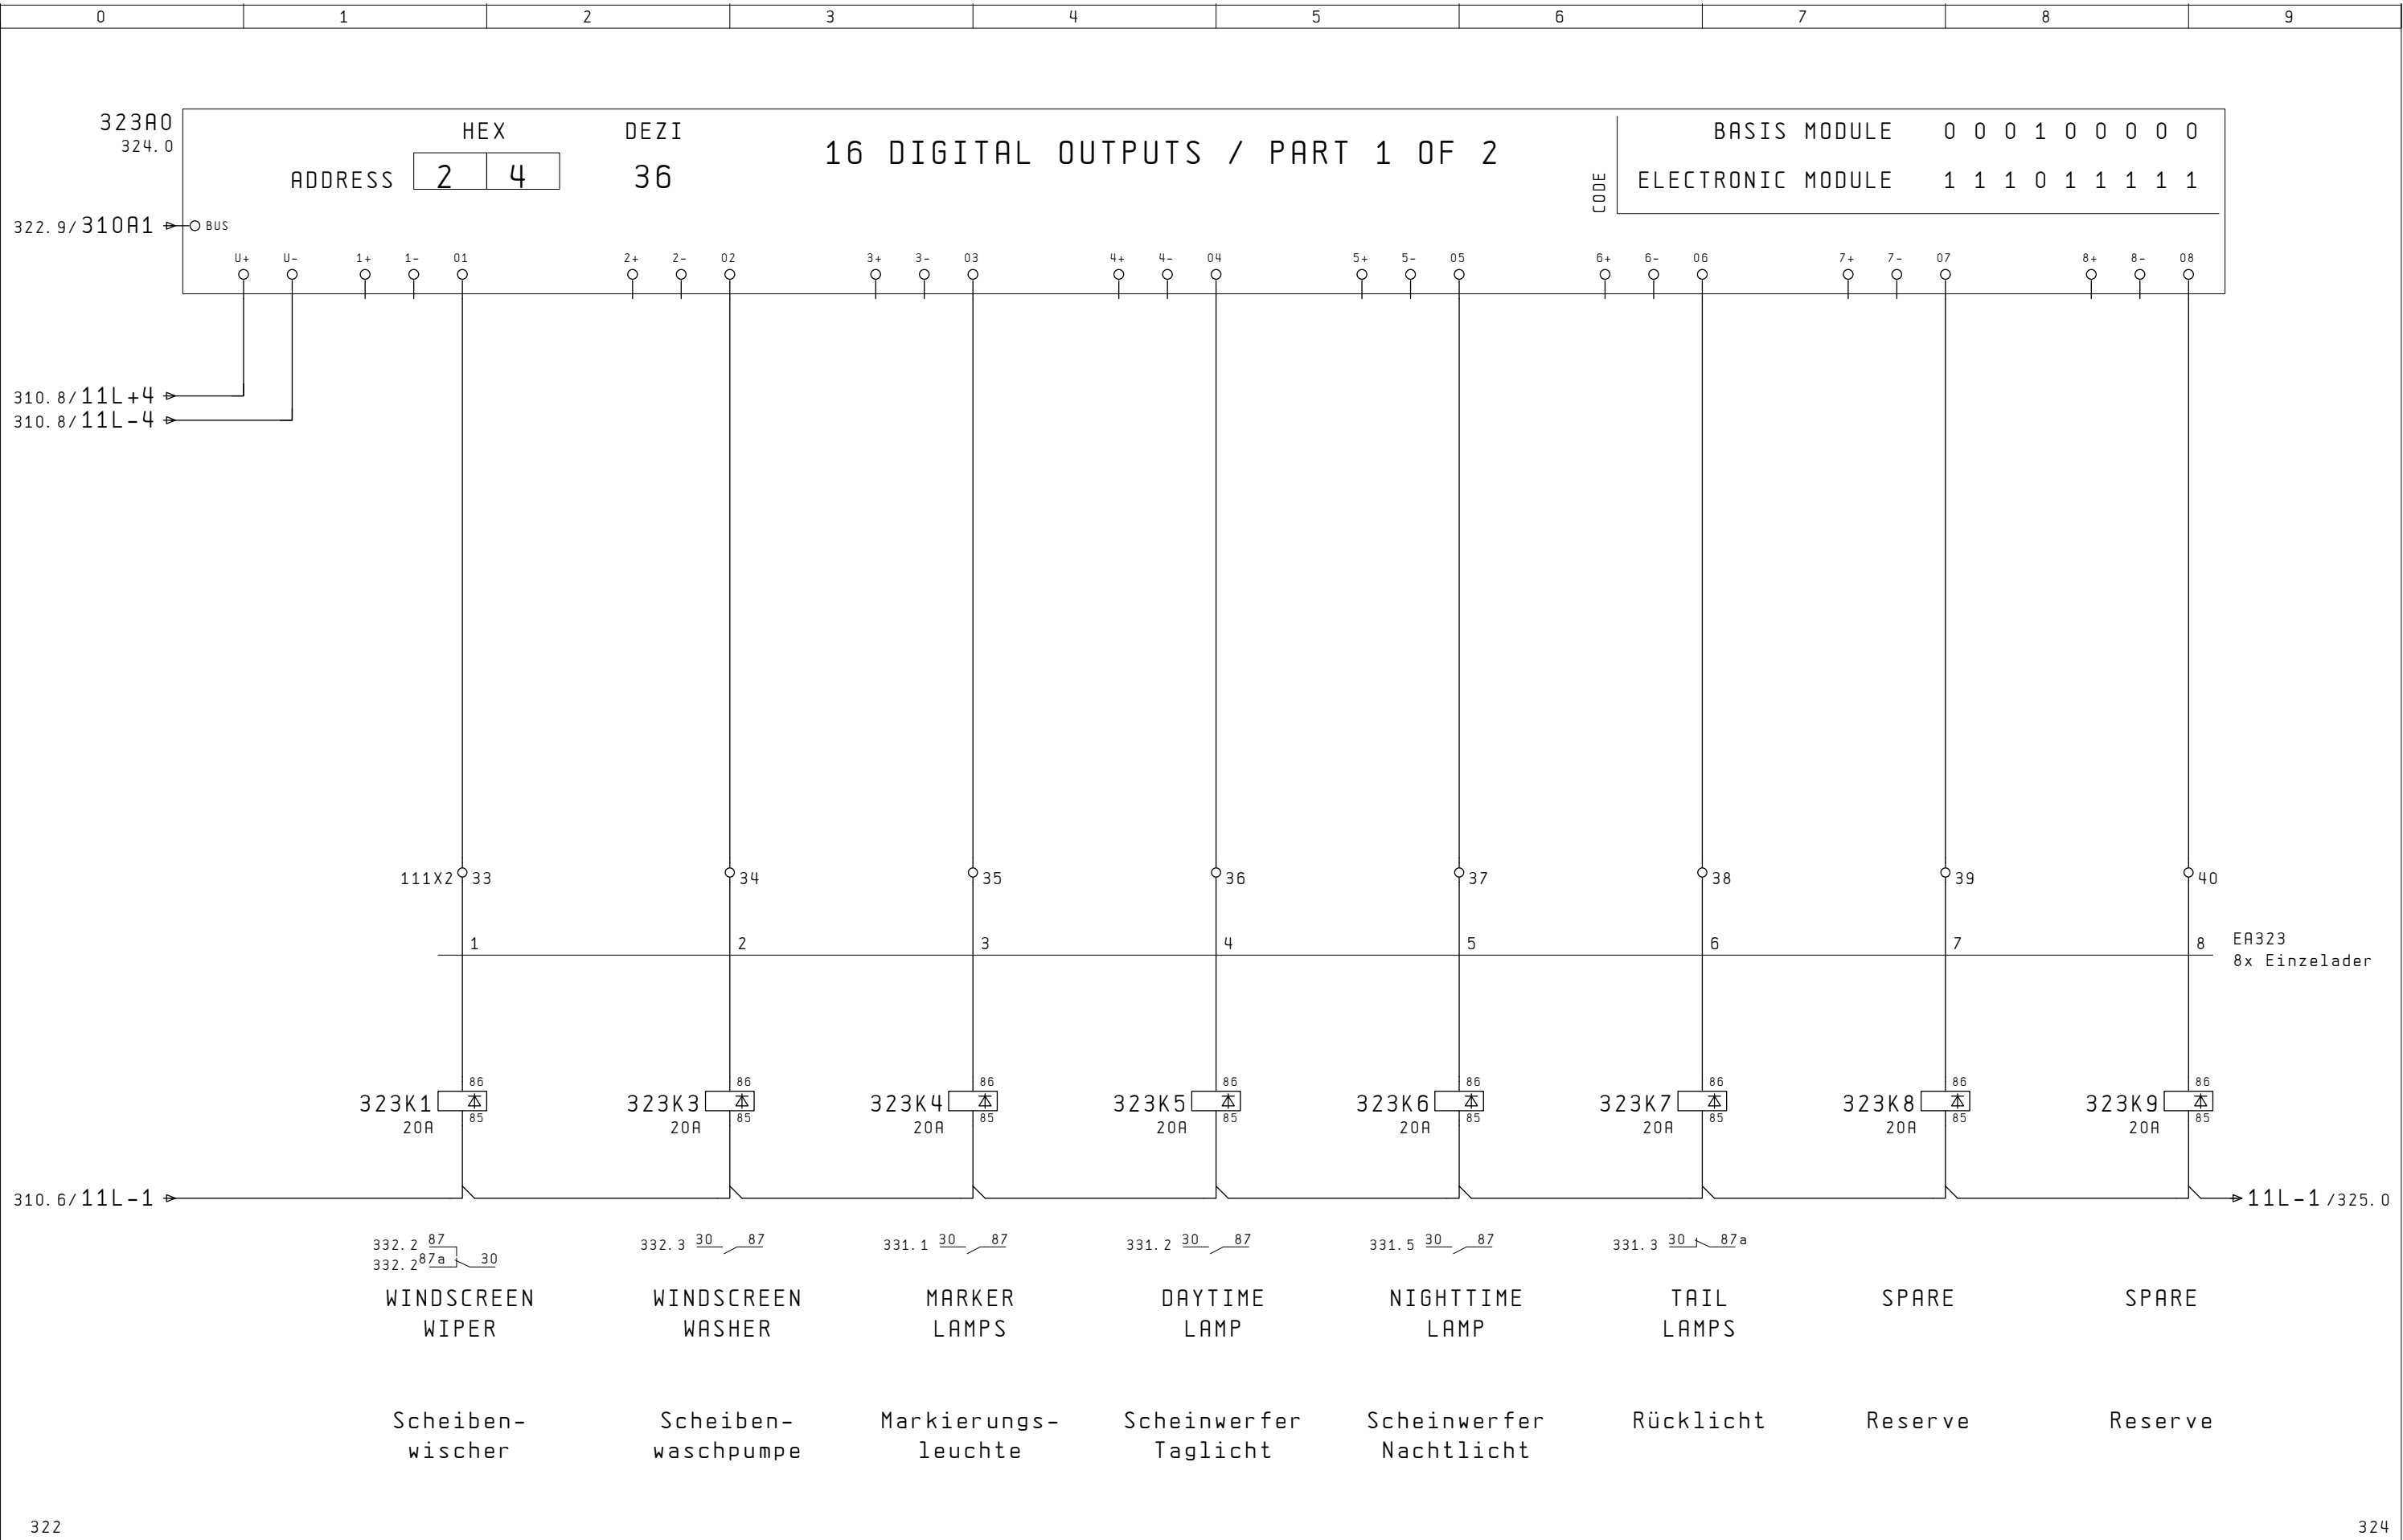 0 1 2 3 4 5 6 7 8 9
323A0
324.0
HEX DEZI
ADDRESS 2 4 36
16 DIGITAL OUTPUTS / PART 1 OF 2
CODE
BASIS MODULE 0 0 0 1 0 0 0 0 0
ELECTRONIC MODULE 1 1 1 0 1 1 1 1 1
322.9/310A1 BUS
U+ U- 1+ 1- 01 2+ 2- 02 3+ 3- 03 4+ 4- 04 5+ 5- 05 6+ 6- 06 7+ 7- 07 8+ 8- 08
310.8/11L+4
310.8/11L-4
111X2 33 34 35 36 37 38 39 40
1 2 3 4 5 6 7 8 EA323
8x Einzelader
86 86 86 86 86 86 86 86
323K1 323K3 323K4 323K5 323K6 323K7 323K8 323K9
85 85 85 85 85 85 85 85
20A 20A 20A 20A 20A 20A 20A 20A
310.6/11L-1 11L-1/325.0
332.2 87 332.3 30 87 331.1 30 87 331.2 30 87 331.5 30 87 331.3 30 87a
332.2 87a 30
WINDSCREEN WINDSCREEN MARKER DAYTIME NIGHTTIME TAIL SPARE SPARE
WIPER WASHER LAMPS LAMP LAMP LAMPS
Scheiben- Scheiben- Markierungs- Scheinwerfer Scheinwerfer Rücklicht Reserve Reserve
wischer waschpumpe leuchte Taglicht Nachtlicht
322 324